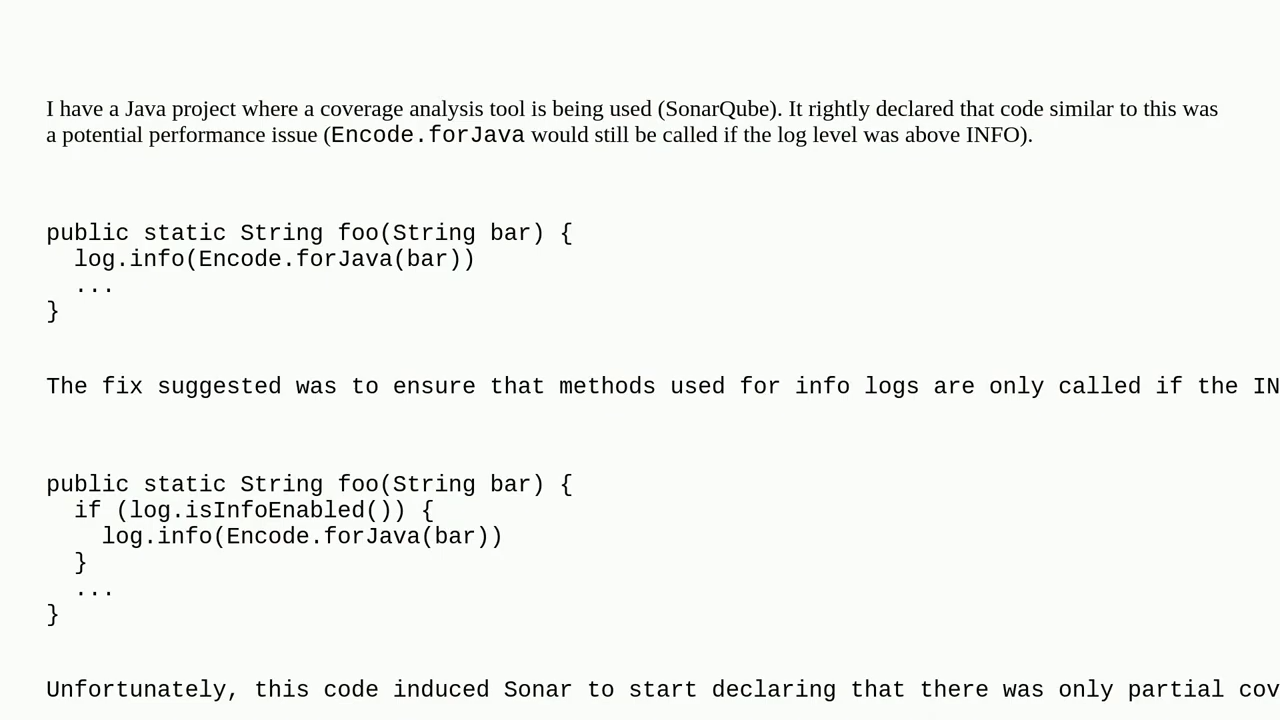 I have a Java project where a coverage analysis tool is being used (SonarQube). It rightly declared that code similar to this was
a potential performance issue (Encode.forJava would still be called if the log level was above INFO).
public static String foo(String bar) {
  log.info(Encode.forJava(bar))
  ...
}
The fix suggested was to ensure that methods used for info logs are only called if the IN
public static String foo(String bar) {
  if (log.isInfoEnabled()) {
    log.info(Encode.forJava(bar))
  }
  ...
}
Unfortunately, this code induced Sonar to start declaring that there was only partial cov